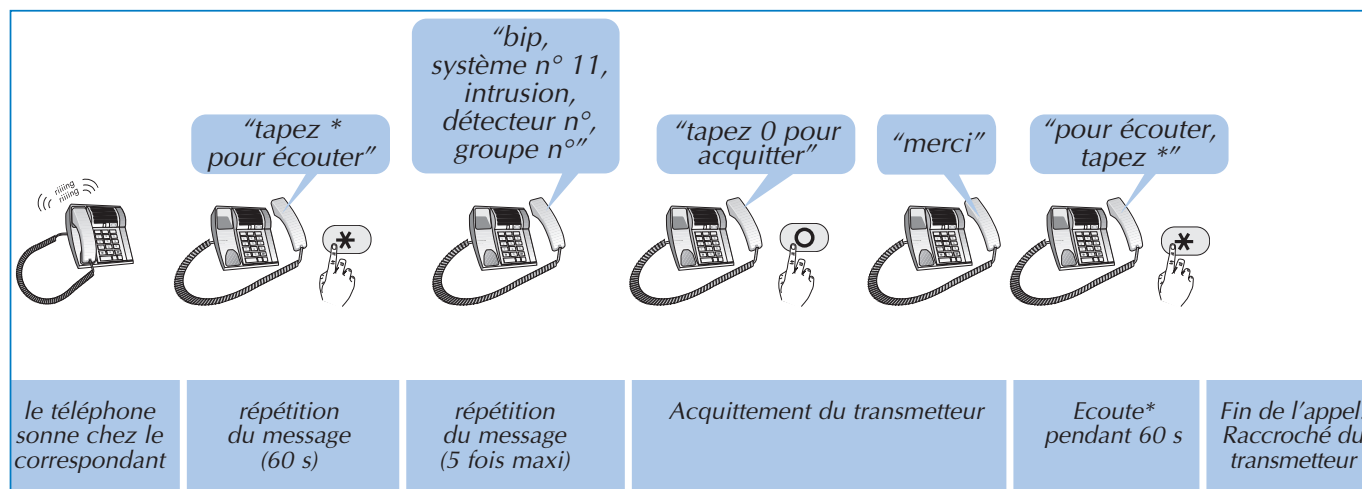 “bip,
système n° 11,
intrusion,
détecteur n°,
groupe n°”
“tapez *
pour écouter”
“tapez 0 pour
acquitter”
“merci”
“pour écouter,
tapez *”
riiiing
riiiing
*
O
*
le téléphone
sonne chez le
correspondant
répétition
du message
(60 s)
répétition
du message
(5 fois maxi)
Acquittement du transmetteur
Ecoute*
pendant 60 s
Fin de l’appel.
Raccroché du
transmetteur